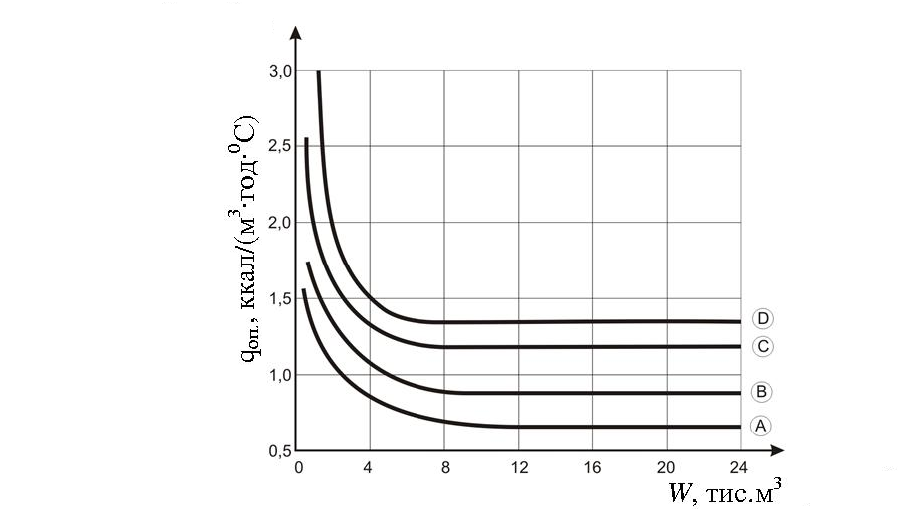 qоп., ккал/(м³·год·⁰С)
3,0
2,5
2,0
1,5
1,0
0,5
D
C
B
A
0 4 8 12 16 20 24
W, тис.м³